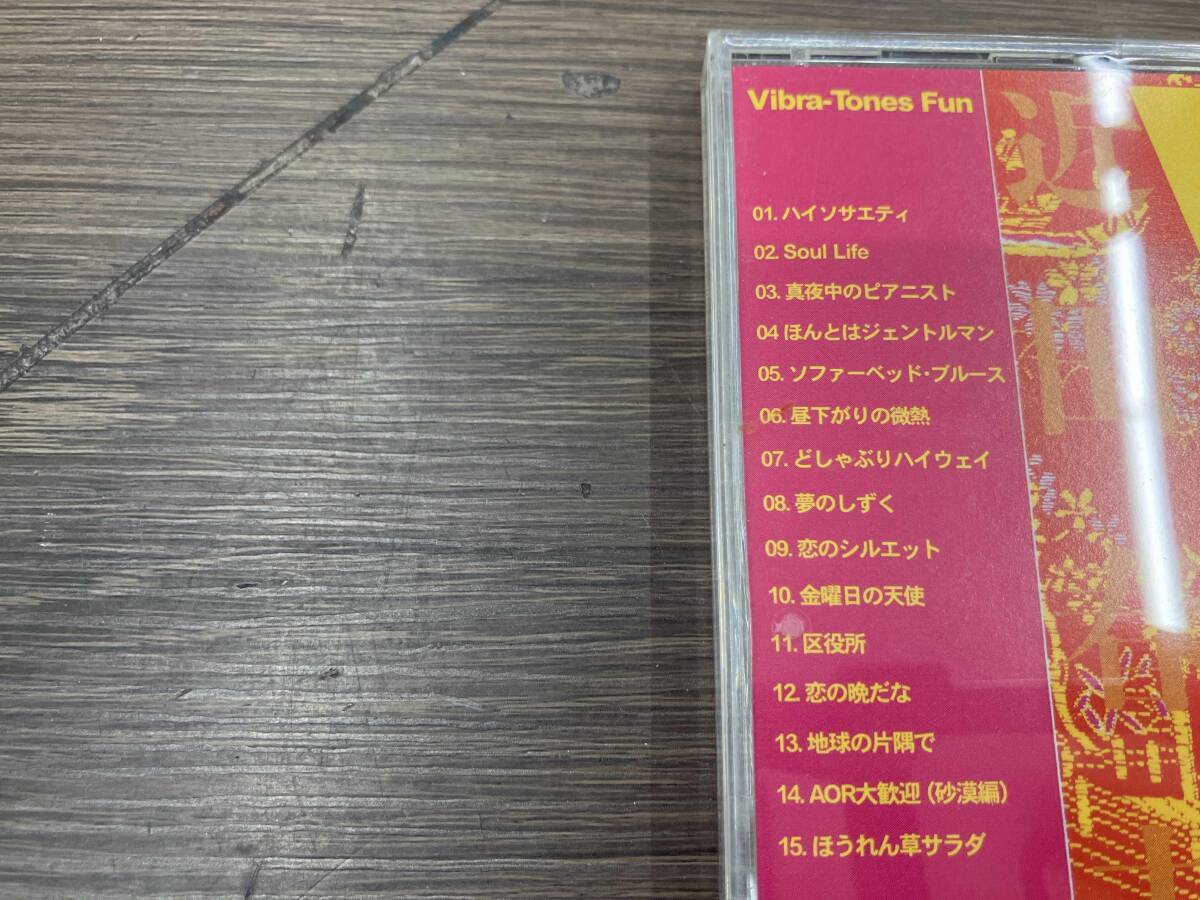 Vibra-Tones Fun
01. ハイソサエティ
02. Soul Life
03. 真夜中のピアニスト
04 ほんとはジェントルマン
05. ソファーベッド・ブルース
06. 昼下がりの微熱
07. どしゃぶりハイウェイ
08. 夢のしずく
09. 恋のシルエット
10. 金曜日の天使
11. 区役所
12. 恋の晩だな
13. 地球の片隅で
14. AOR大歓迎（砂漠編）
15. ほうれん草サラダ
近